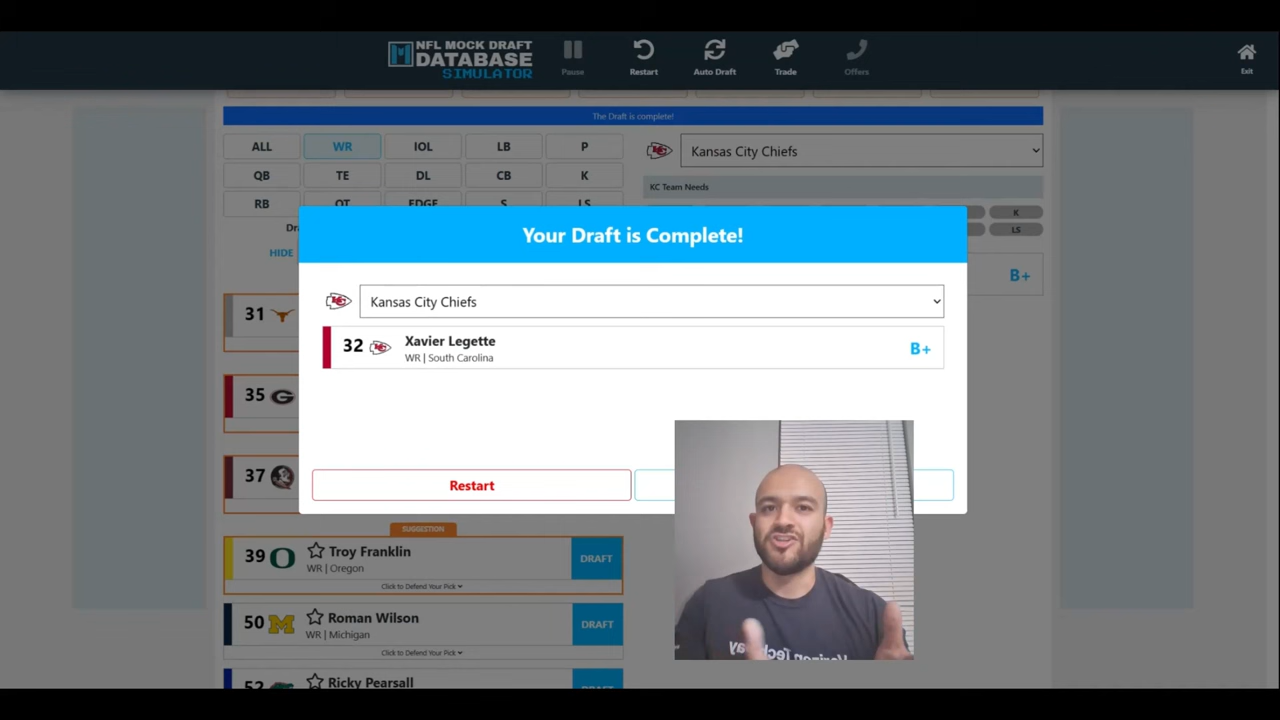 NFL MOCK DRAFT
DATABASE
SIMULATOR
Pause
Restart
Auto Draft
Trade
Offers
Exit
The Draft is complete!
ALL
WR
IOL
LB
P
QB
TE
DL
CB
K
RB
OT
EDGE
S
LS
Kansas City Chiefs
KC Team Needs
K
LS
B+
HIDE
Your Draft is Complete!
Kansas City Chiefs
32
Xavier Legette
WR | South Carolina
B+
Restart
31
35
37
SUGGESTION
39
Troy Franklin
WR | Oregon
DRAFT
Click to Defend Your Pick
50
Roman Wilson
WR | Michigan
DRAFT
Click to Defend Your Pick
52
Ricky Pearsall